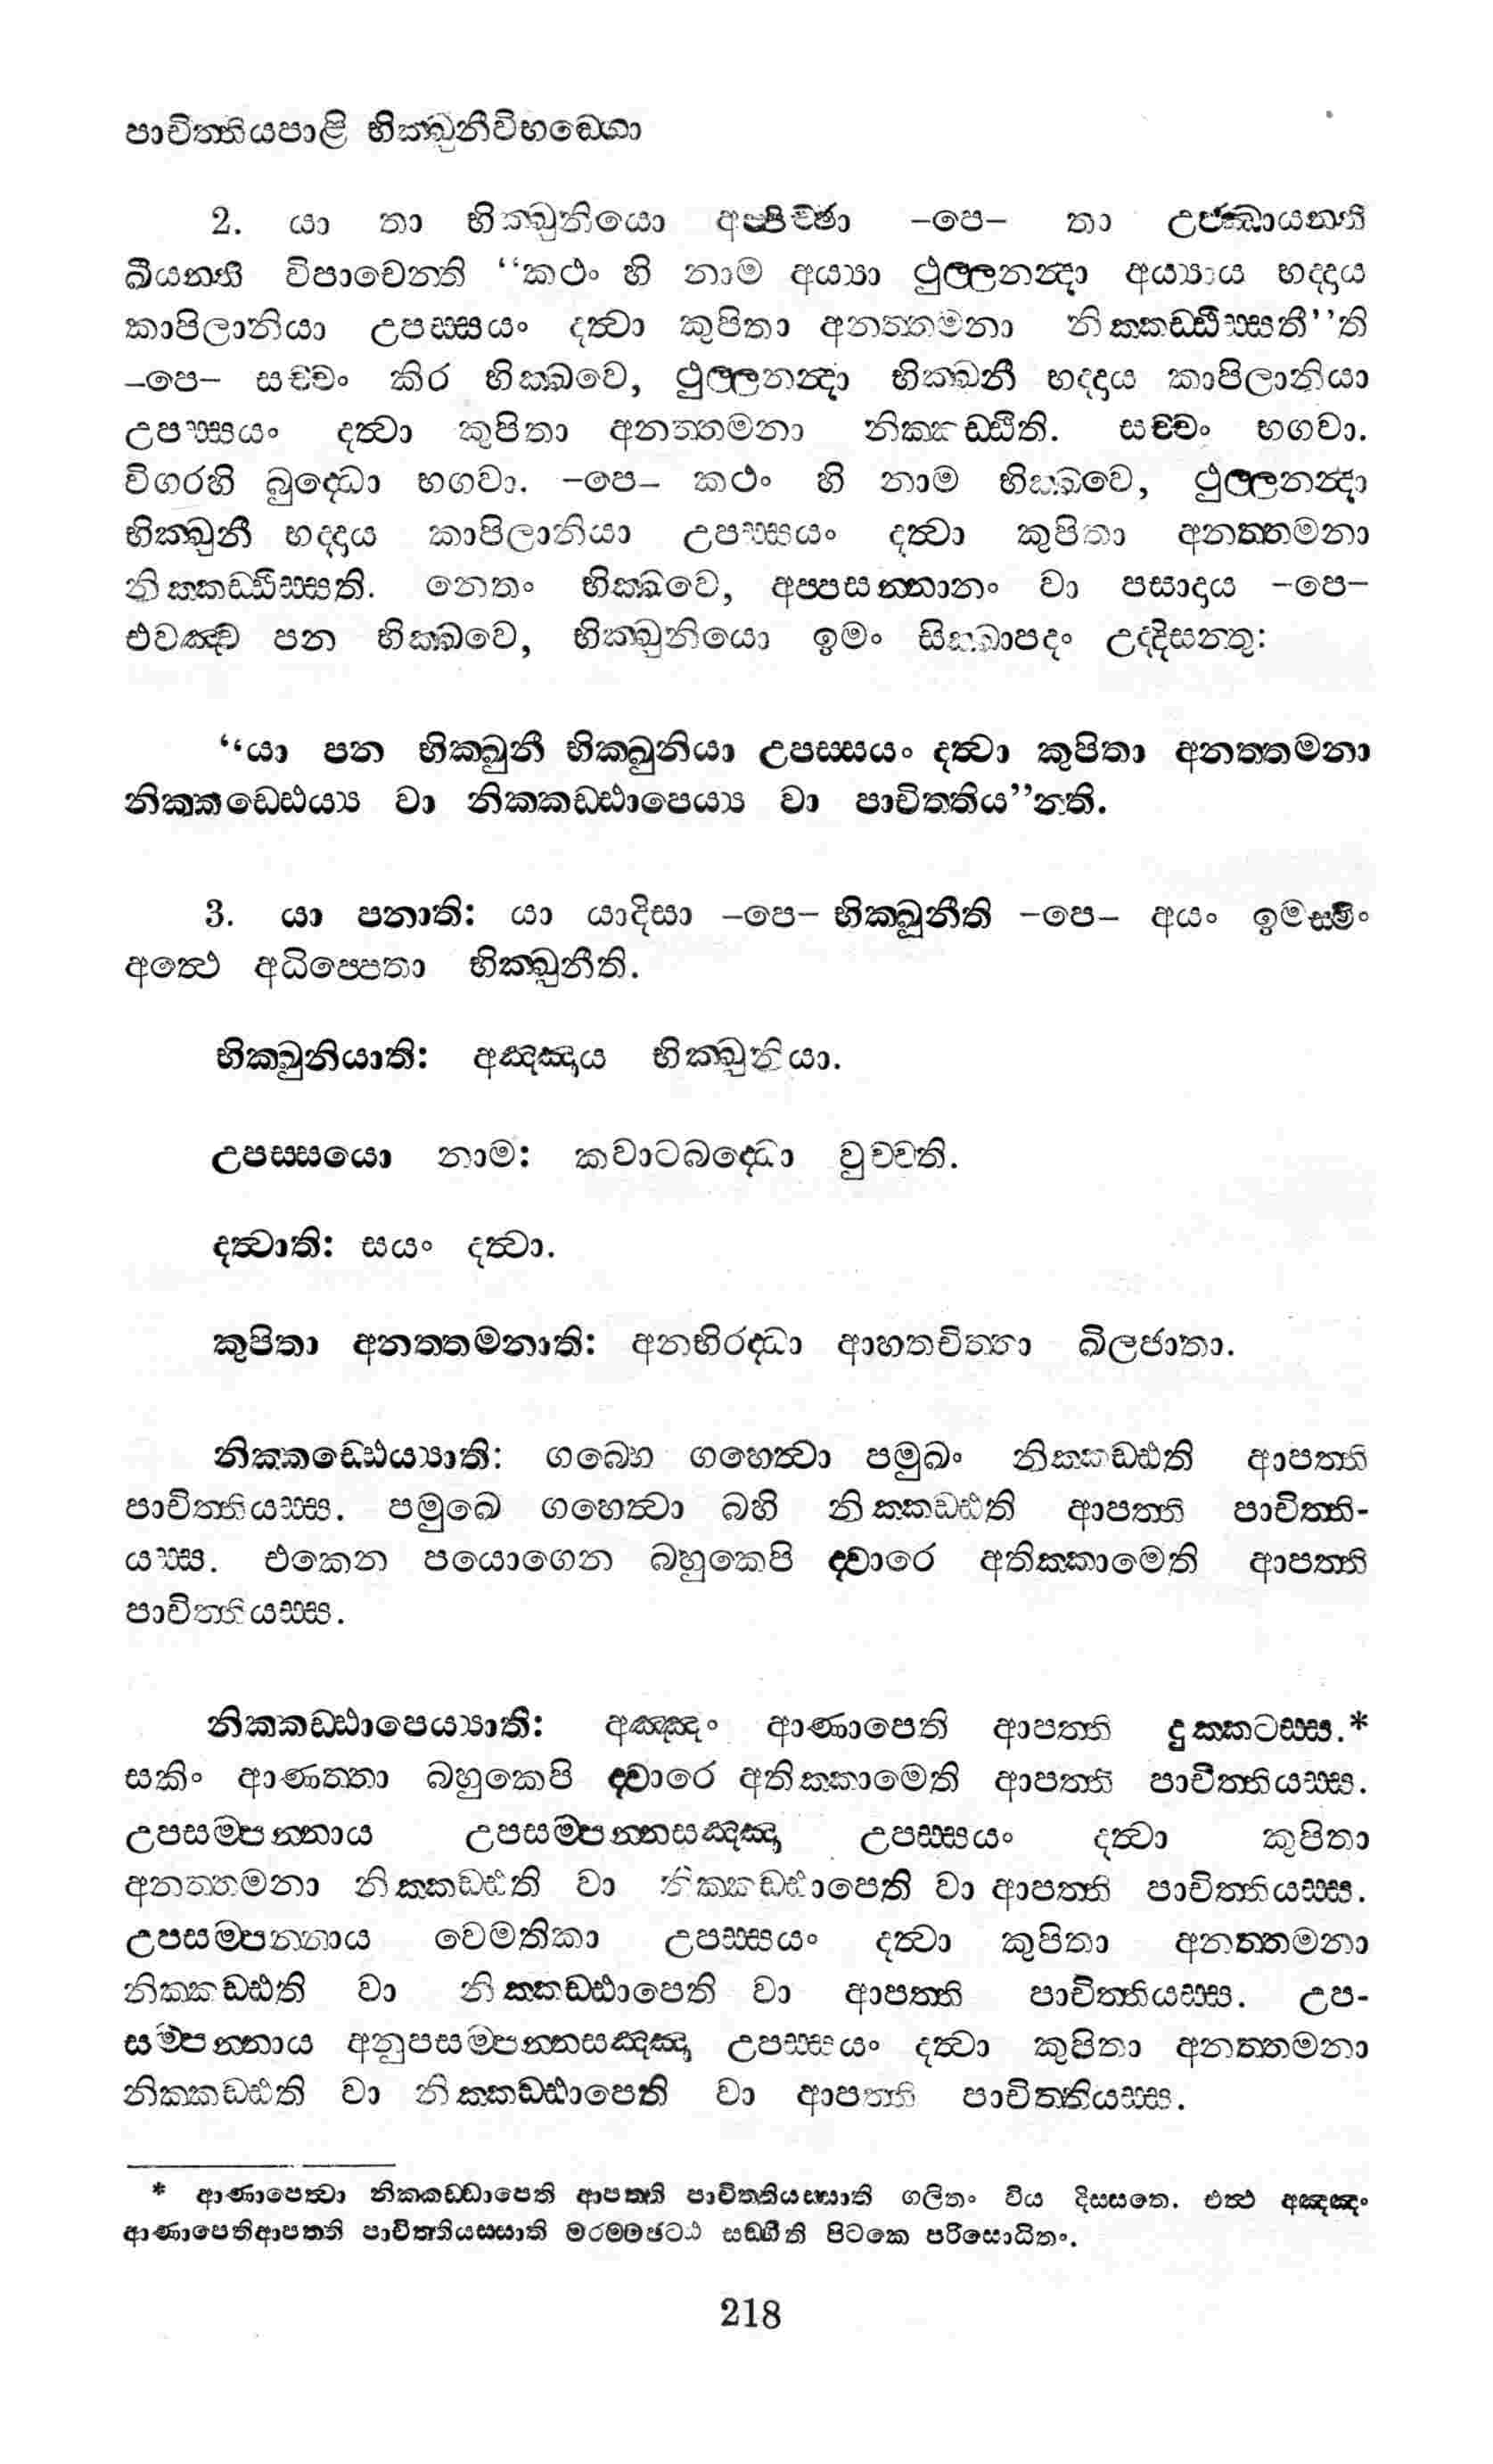 පාචිත්තියපාළි භික්ඛුනීවිභඞ්ගො
2. යා තා භික්ඛුනියො අප්පිච්ඡා –පෙ– තා උජ්ඣායන්ති
ඛීයන්ති විපාචෙන්ති “කථං හි නාම අය්‍යා ථුල්ලනන්දා අය්‍යාය භද්දාය
කාපිලානියා උපස්සයං දත්වා කුපිතා අනත්තමනා නික්කඩ්ඪිස්සතී”ති
–පෙ– සච්චං කිර භික්ඛවෙ, ථුල්ලනන්දා භික්ඛුනී භද්දාය කාපිලානියා
උපස්සයං දත්වා කුපිතා අනත්තමනා නික්කඩ්ඪීති. සච්චං භගවා.
විගරහි බුද්ධො භගවා. –පෙ– කථං හි නාම භික්ඛවෙ, ථුල්ලනන්දා
භික්ඛුනී භද්දාය කාපිලානියා උපස්සයං දත්වා කුපිතා අනත්තමනා
නික්කඩ්ඪිස්සති. නෙතං භික්ඛවෙ, අප්පසන්නානං වා පසාදාය –පෙ–
එවඤ්ච පන භික්ඛවෙ, භික්ඛුනියො ඉමං සික්ඛාපදං උද්දිසන්තු:
“යා පන භික්ඛුනී භික්ඛුනියා උපස්සයං දත්වා කුපිතා අනත්තමනා
නික්කඩ්ඪෙය්‍ය වා නික්කඩ්ඪාපෙය්‍ය වා පාචිත්තිය”න්ති.
3. යා පනාති: යා යාදිසා –පෙ– භික්ඛූනීති –පෙ– අයං ඉමස්මිං
අත්ථෙ අධිප්පෙතා භික්ඛුනීති.
භික්ඛුනියාති: අඤ්ඤාය භික්ඛුනියා.
උපස්සයො නාම: කවාටබද්ධො වුච්චති.
දත්වාති: සයං දත්වා.
කුපිතා අනත්තමනාති: අනභිරද්ධා ආහතචිත්තා ඛිලජාතා.
නික්කඩ්ඪෙය්‍යාති: ගබ්භෙ ගහෙත්වා පමුඛං නික්කඩ්ඪති ආපත්ති
පාචිත්තියස්ස. පමුඛෙ ගහෙත්වා බහි නික්කඩ්ඪති ආපත්ති පාචිත්ති-
යස්ස. එකෙන පයොගෙන බහුකෙපි ද්වාරෙ අතික්කාමෙති ආපත්ති
පාචිත්තියස්ස.
නික්කඩ්ඪාපෙය්‍යාති: අඤ්ඤං ආණාපෙති ආපත්ති දුක්කටස්ස.*
සකිං ආණත්තා බහුකෙපි ද්වාරෙ අතික්කාමෙති ආපත්ති පාචිත්තියස්ස.
උපසම්පන්නාය උපසම්පන්නසඤ්ඤා උපස්සයං දත්වා කුපිතා
අනත්තමනා නික්කඩ්ඪති වා නික්කඩ්ඪාපෙති වා ආපත්ති පාචිත්තියස්ස.
උපසම්පන්නාය වෙමතිකා උපස්සයං දත්වා කුපිතා අනත්තමනා
නික්කඩ්ඪති වා නික්කඩ්ඪාපෙති වා ආපත්ති පාචිත්තියස්ස. උප-
සම්පන්නාය අනුපසම්පන්නසඤ්ඤා උපස්සයං දත්වා කුපිතා අනත්තමනා
නික්කඩ්ඪති වා නික්කඩ්ඪාපෙති වා ආපත්ති පාචිත්තියස්ස.
* ආණාපෙත්වා නික්කඩ්ඩාපෙති ආපත්ති පාචිත්තියස්සාති ගලිතං විය දිස්සතෙ. එත්ථ අඤ්ඤං
ආණාපෙතිආපත්ති පාචිත්තියස්සාති මරම්මඡට්ඨ සඞ්ගීති පිටකෙ පරිසොධිතං.
218